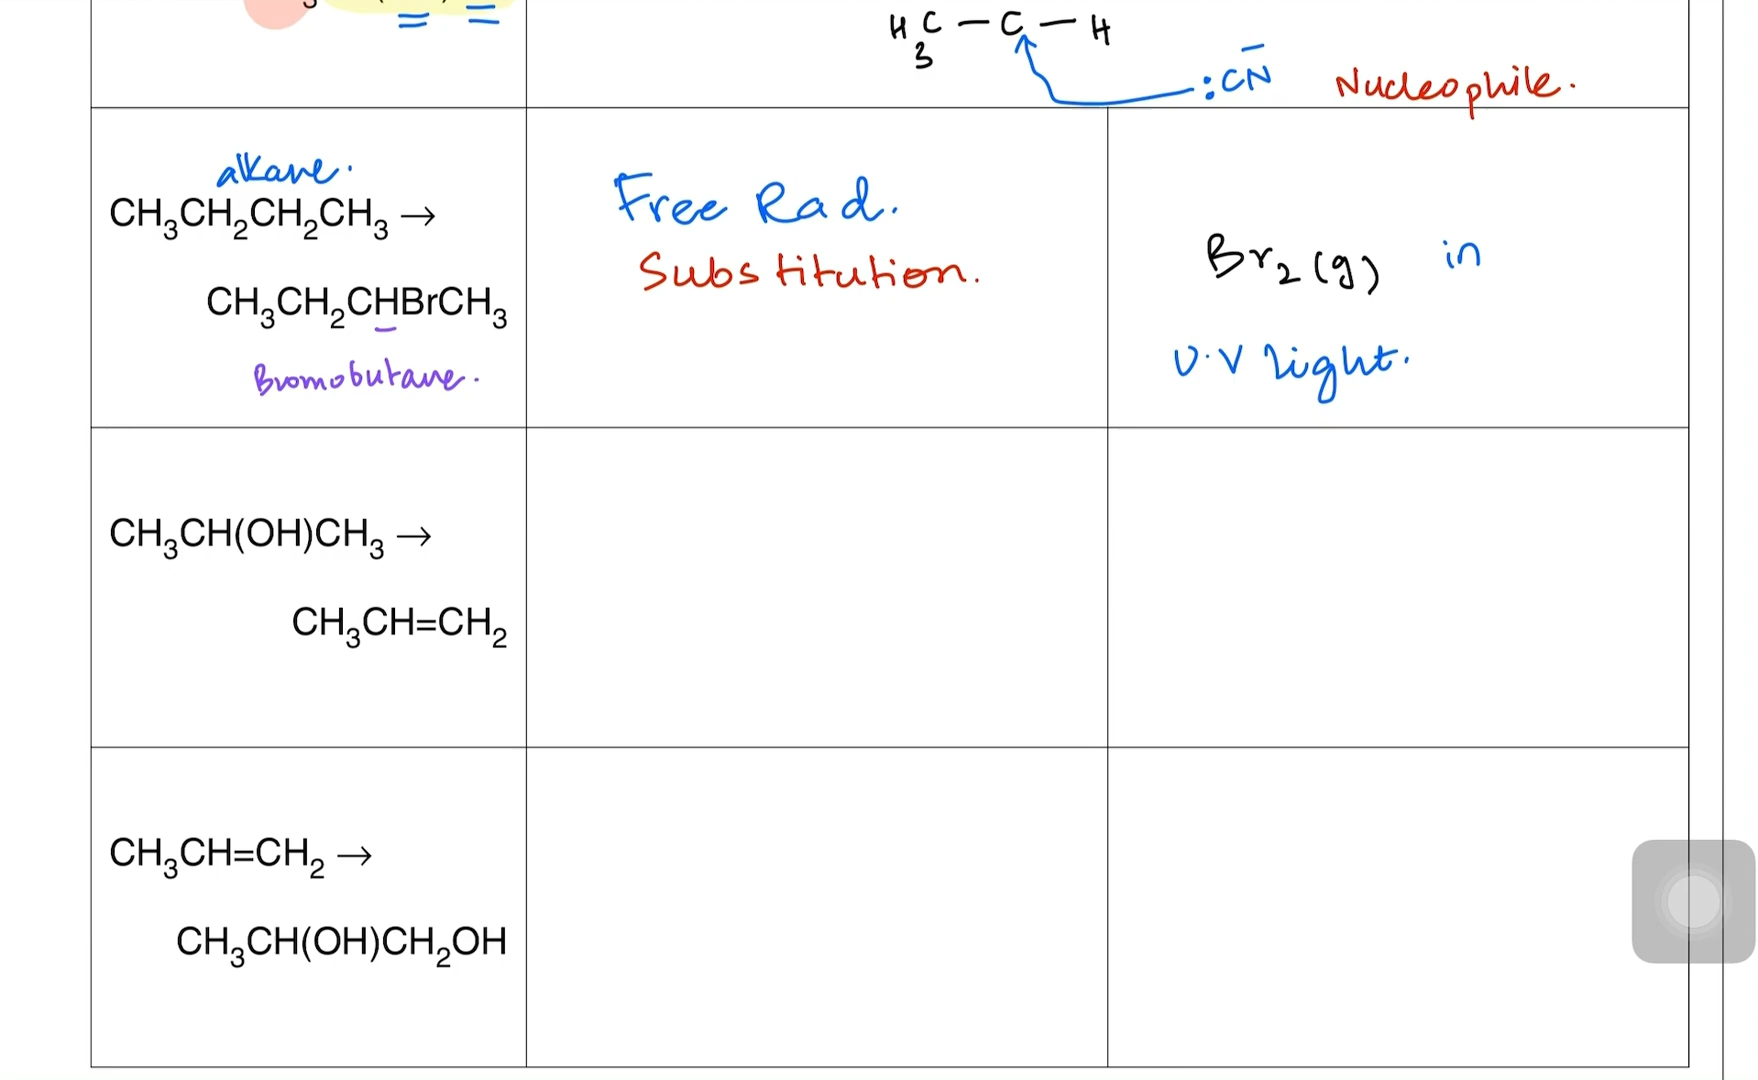 H₃C — C — H
:CN⁻ Nucleophile.
alkane.
CH₃CH₂CH₂CH₃ →
CH₃CH₂CHBrCH₃
Bromobutane.
Free Rad.
Substitution.
Br₂(g) in
U.V light.
CH₃CH(OH)CH₃ →
CH₃CH=CH₂
CH₃CH=CH₂ →
CH₃CH(OH)CH₂OH